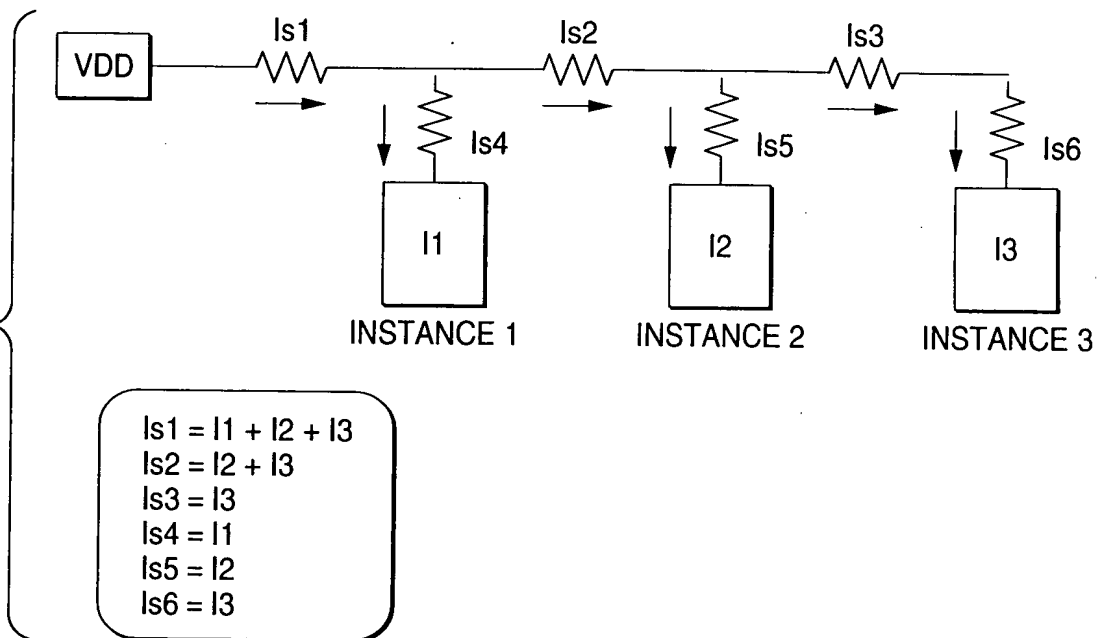 Is1
Is2
Is3
VDD
Is4
Is5
Is6
I1
I2
I3
INSTANCE 1
INSTANCE 2
INSTANCE 3
Is1 = I1 + I2 + I3
Is2 = I2 + I3
Is3 = I3
Is4 = I1
Is5 = I2
Is6 = I3